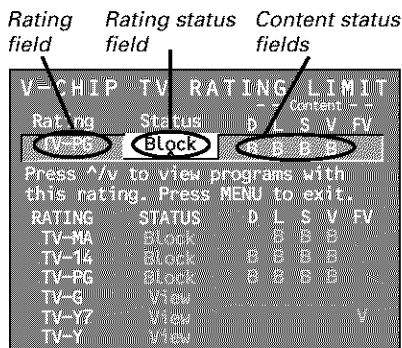 Rating field
Rating status field
Content status fields
V-CHIP TV RATING LIMIT
- - Content - -
Rating Status D L S V FV
TV-PG Block B B B B
Press ^/v to view programs with
this rating. Press MENU to exit.
RATING STATUS D L S V FV
TV-MA Block B B B
TV-14 Block B B B B
TV-PG Block B B B B
TV-G View
TV-Y7 View V
TV-Y View